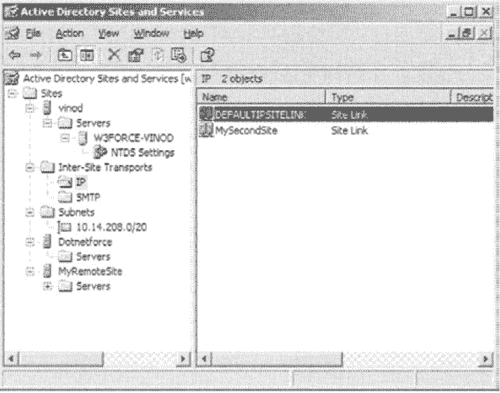 Active Directory Sites and Services
File Action View Window Help
Active Directory Sites and Services [w
Sites
vinod
Servers
W3FORCE-VINOD
NTDS Settings
Inter-Site Transports
IP
SMTP
Subnets
10.14.208.0/20
Dotnetforce
Servers
MyRemoteSite
Servers
IP 2 objects
Name Type Descript
DEFAULTIPSITELINK Site Link
MySecondSite Site Link